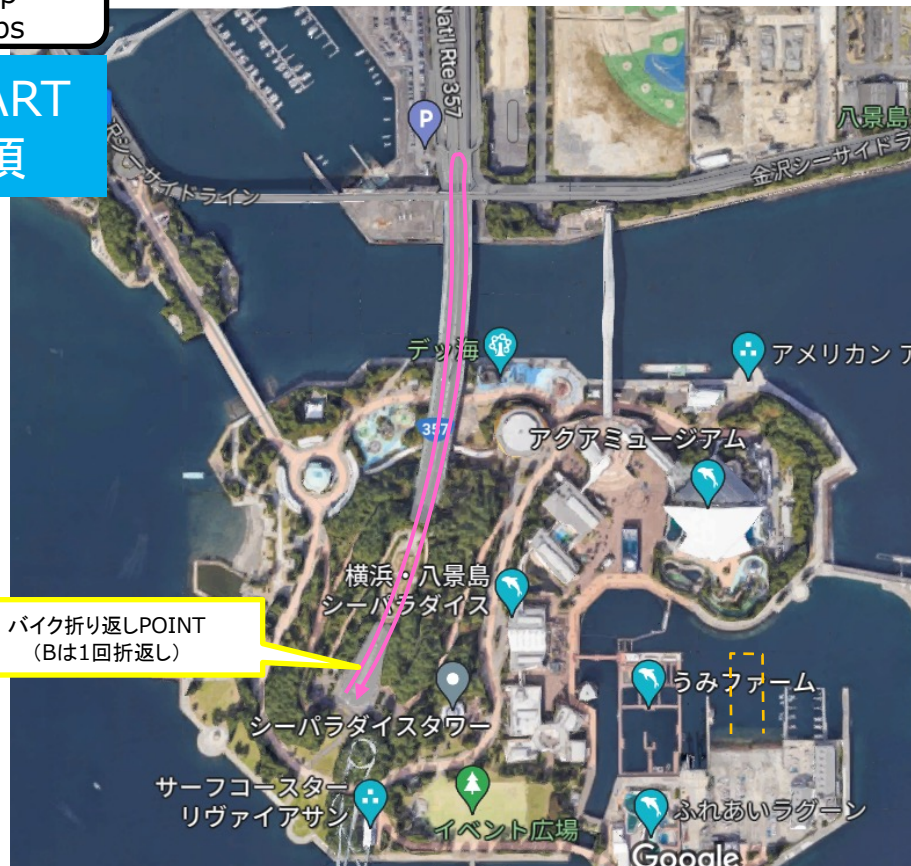 Nat'l Rte 357
P
八景島
金沢シーサイドラ
シーサイドライン
デッ海
アメリカン ア
357
アクアミュージアム
横浜・八景島
シーパラダイス
バイク折り返しPOINT
(Bは1回折返し)
うみファーム
シーパラダイスタワー
サーフコースター
リヴァイアサン
イベント広場
ふれあいラグーン
Google